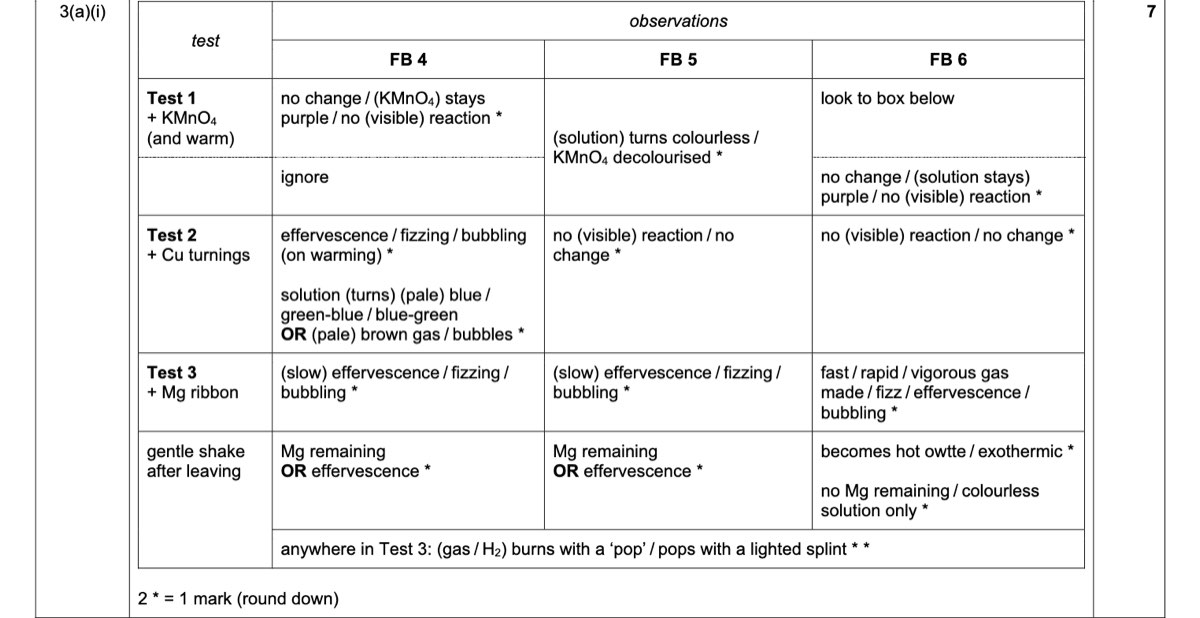 3(a)(i)
7
test
observations
FB 4
FB 5
FB 6
Test 1
+ KMnO₄
(and warm)
no change / (KMnO₄) stays
purple / no (visible) reaction *
(solution) turns colourless /
KMnO₄ decolourised *
look to box below
ignore
no change / (solution stays)
purple / no (visible) reaction *
Test 2
+ Cu turnings
effervescence / fizzing / bubbling
(on warming) *
solution (turns) (pale) blue /
green-blue / blue-green
OR (pale) brown gas / bubbles *
no (visible) reaction / no
change *
no (visible) reaction / no change *
Test 3
+ Mg ribbon
(slow) effervescence / fizzing /
bubbling *
(slow) effervescence / fizzing /
bubbling *
fast / rapid / vigorous gas
made / fizz / effervescence /
bubbling *
gentle shake
after leaving
Mg remaining
OR effervescence *
Mg remaining
OR effervescence *
becomes hot owtte / exothermic *
no Mg remaining / colourless
solution only *
anywhere in Test 3: (gas / H₂) burns with a ‘pop’ / pops with a lighted splint * *
2 * = 1 mark (round down)